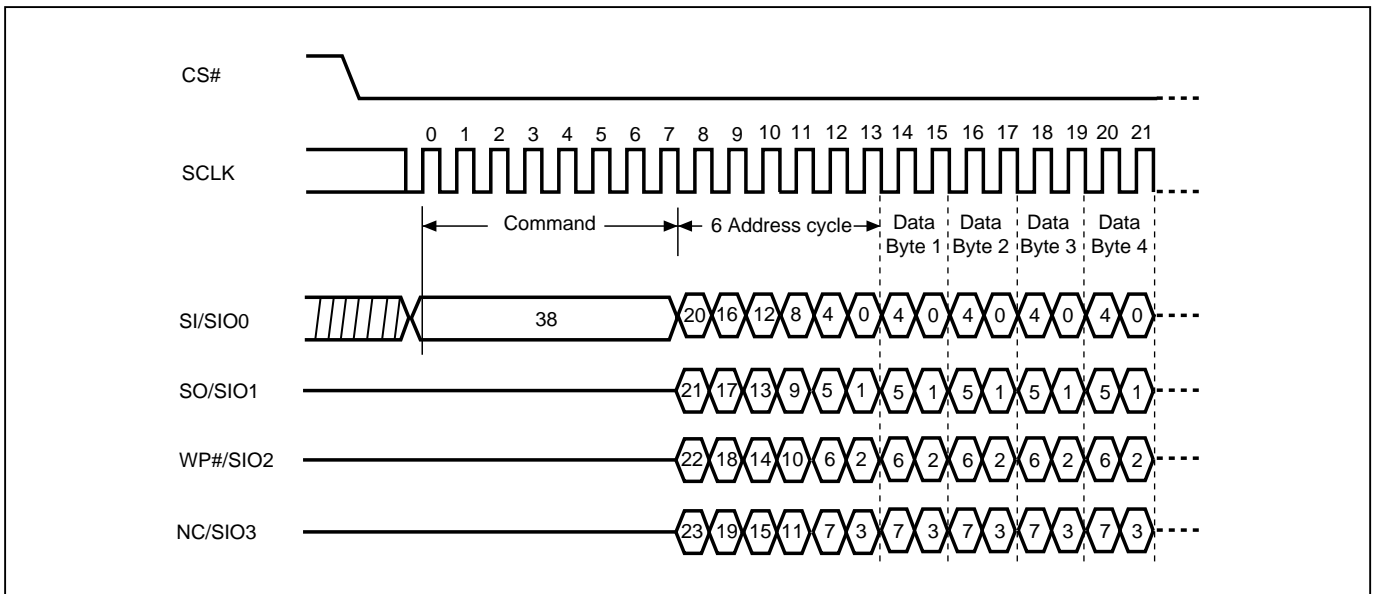 CS#
0 1 2 3 4 5 6 7 8 9 10 11 12 13 14 15 16 17 18 19 20 21
SCLK
Command
6 Address cycle
Data Byte 1
Data Byte 2
Data Byte 3
Data Byte 4
SI/SIO0
38
20 16 12 8 4 0 4 0 4 0 4 0 4 0
SO/SIO1
21 17 13 9 5 1 5 1 5 1 5 1 5 1
WP#/SIO2
22 18 14 10 6 2 6 2 6 2 6 2 6 2
NC/SIO3
23 19 15 11 7 3 7 3 7 3 7 3 7 3